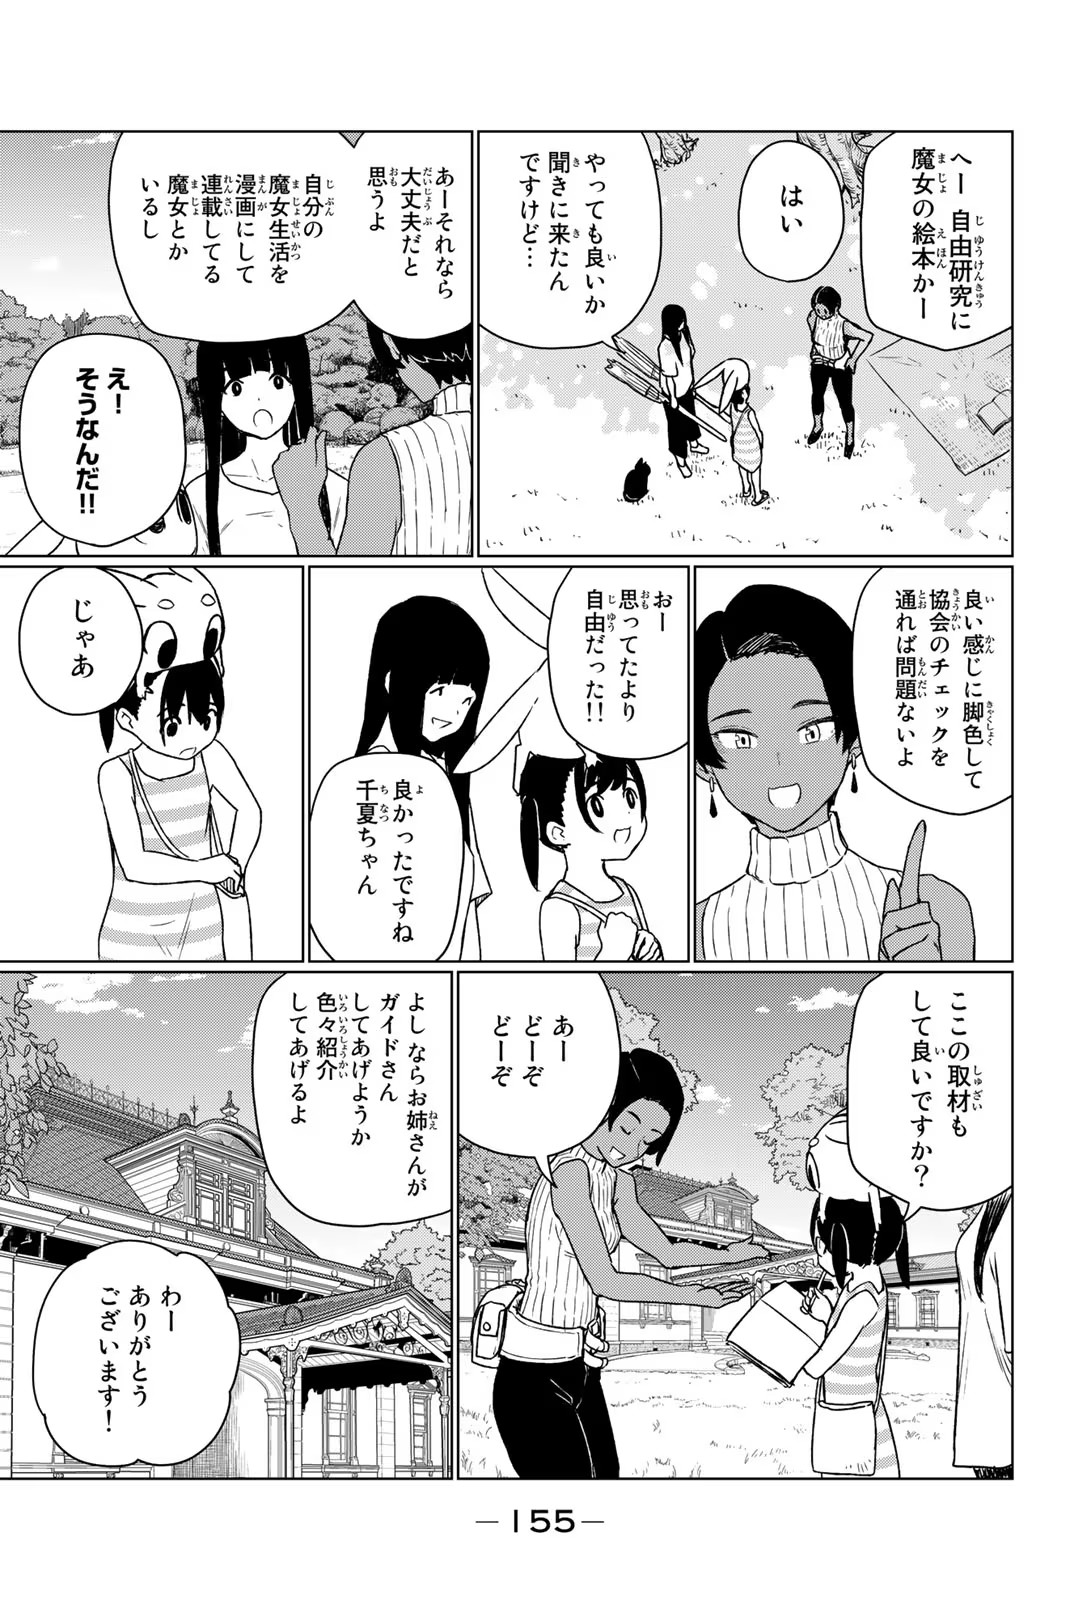 へー 自由研究に
魔女の絵本かー
はい
やっても良いか
聞きに来たん
ですけど…
あーそれなら
大丈夫だと
思うよ
自分の
魔女生活を
漫画にして
連載してる
魔女とか
いるし
え！
そうなんだ!!
良い感じに脚色して
協会のチェックを
通れば問題ないよ
おー
思ってたより
自由だった!!
良かったですね
千夏ちゃん
じゃあ
ここの取材も
して良いですか？
あー
どーぞ
どーぞ
よし ならお姉さんが
ガイドさん
してあげようか
色々紹介
してあげるよ
わー
ありがとう
ございます！
—155—